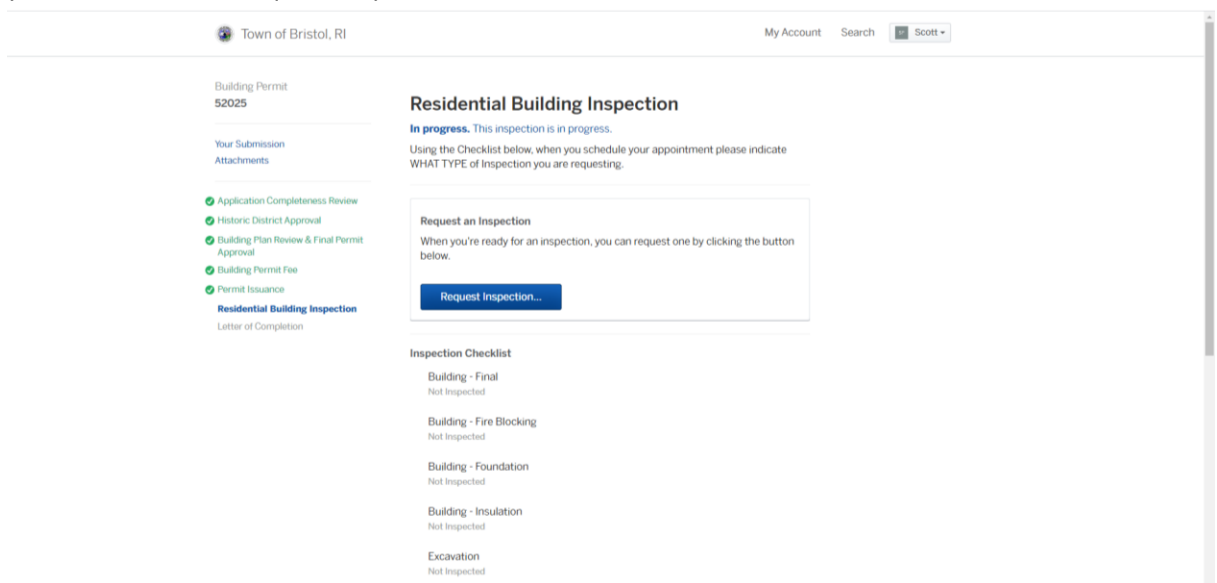 Town of Bristol, RI
My Account Search Scott
Building Permit
52025
Your Submission
Attachments
Application Completeness Review
Historic District Approval
Building Plan Review & Final Permit
Approval
Building Permit Fee
Permit Issuance
Residential Building Inspection
Letter of Completion
Residential Building Inspection
In progress. This inspection is in progress.
Using the Checklist below, when you schedule your appointment please indicate
WHAT TYPE of Inspection you are requesting.
Request an Inspection
When you're ready for an inspection, you can request one by clicking the button
below.
Request Inspection...
Inspection Checklist
Building - Final
Not Inspected
Building - Fire Blocking
Not Inspected
Building - Foundation
Not Inspected
Building - Insulation
Not Inspected
Excavation
Not Inspected